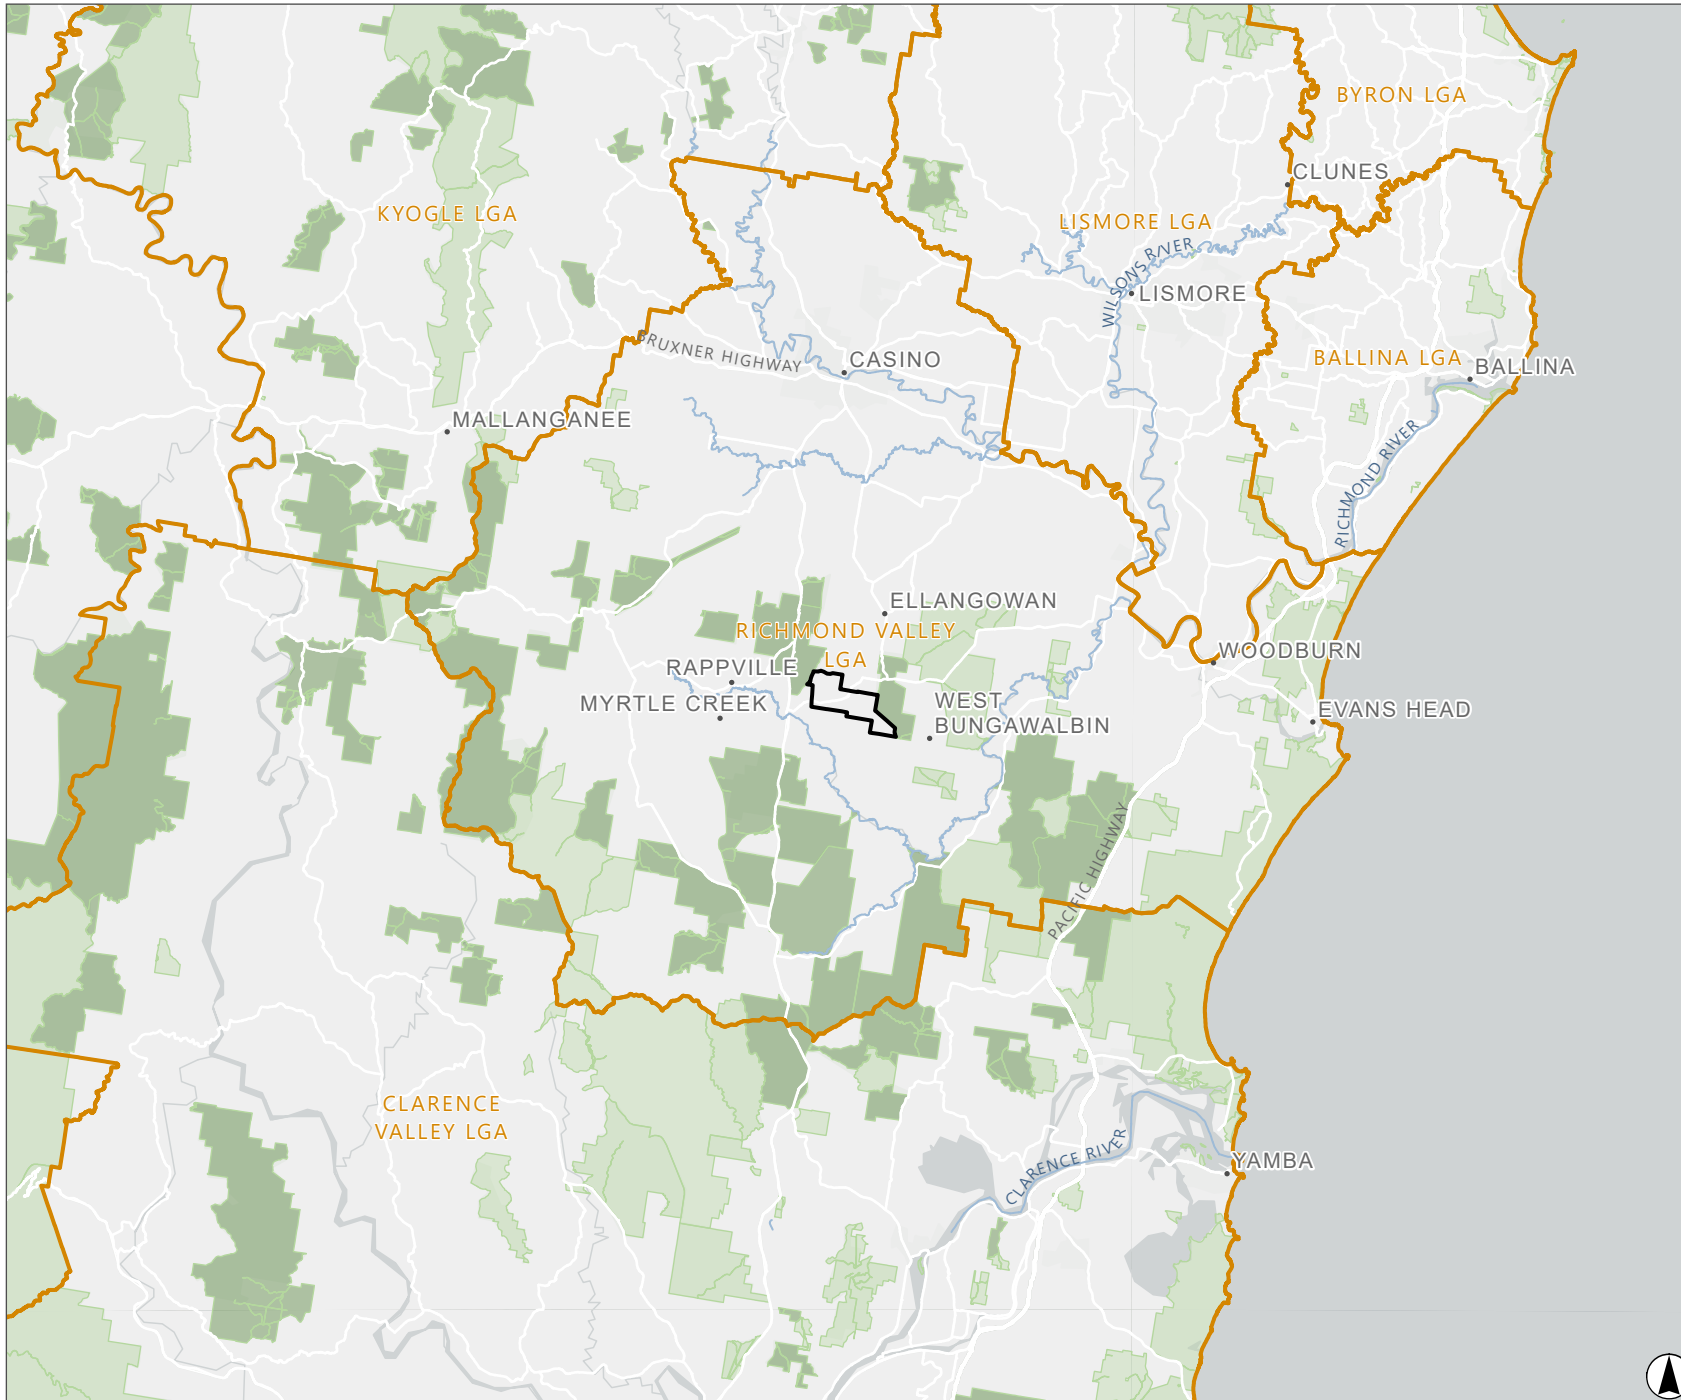 BYRON LGA
CLUNES
KYOGLE LGA
LISMORE LGA
WILSONS RIVER
LISMORE
BRUXNER HIGHWAY
CASINO
BALLINA LGA
BALLINA
MALLANGANEE
RICHMOND RIVER
ELLANGOWAN
RICHMOND VALLEY
LGA
RAPPVILLE
WOODBURN
MYRTLE CREEK
WEST
BUNGAWALBIN
EVANS HEAD
PACIFIC HIGHWAY
CLARENCE
VALLEY LGA
CLARENCE RIVER
YAMBA